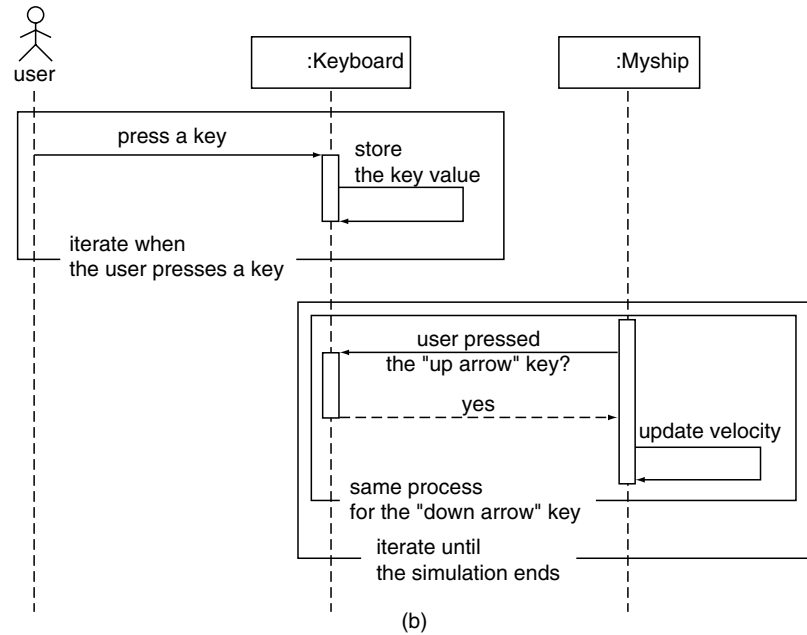 user
:Keyboard
:Myship
press a key
store
the key value
iterate when
the user presses a key
user pressed
the "up arrow" key?
yes
update velocity
same process
for the "down arrow" key
iterate until
the simulation ends
(b)